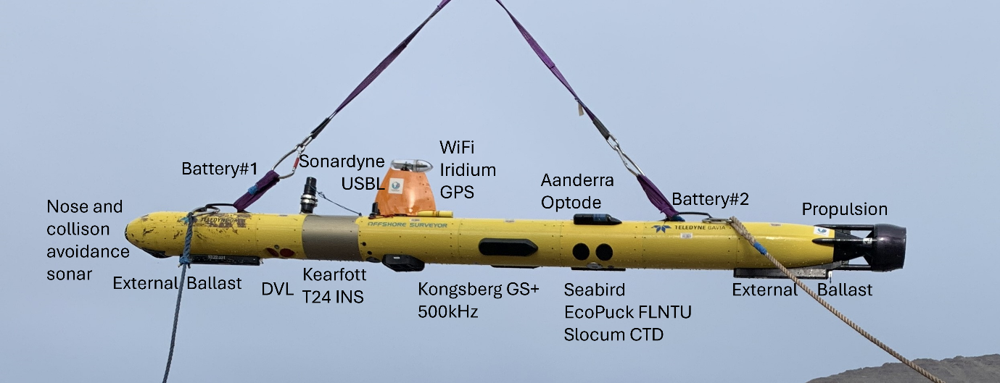 WiFi
Iridium
GPS
Sonardyne
USBL
Battery#1
Aanderra
Optode
Battery#2
Propulsion
Nose and
collison
avoidance
sonar
OFFSHORE SURVEYOR
TELEDYNE GAVIA
External Ballast
DVL
Kearfott
T24 INS
Kongsberg GS+
500kHz
Seabird
EcoPuck FLNTU
Slocum CTD
External Ballast